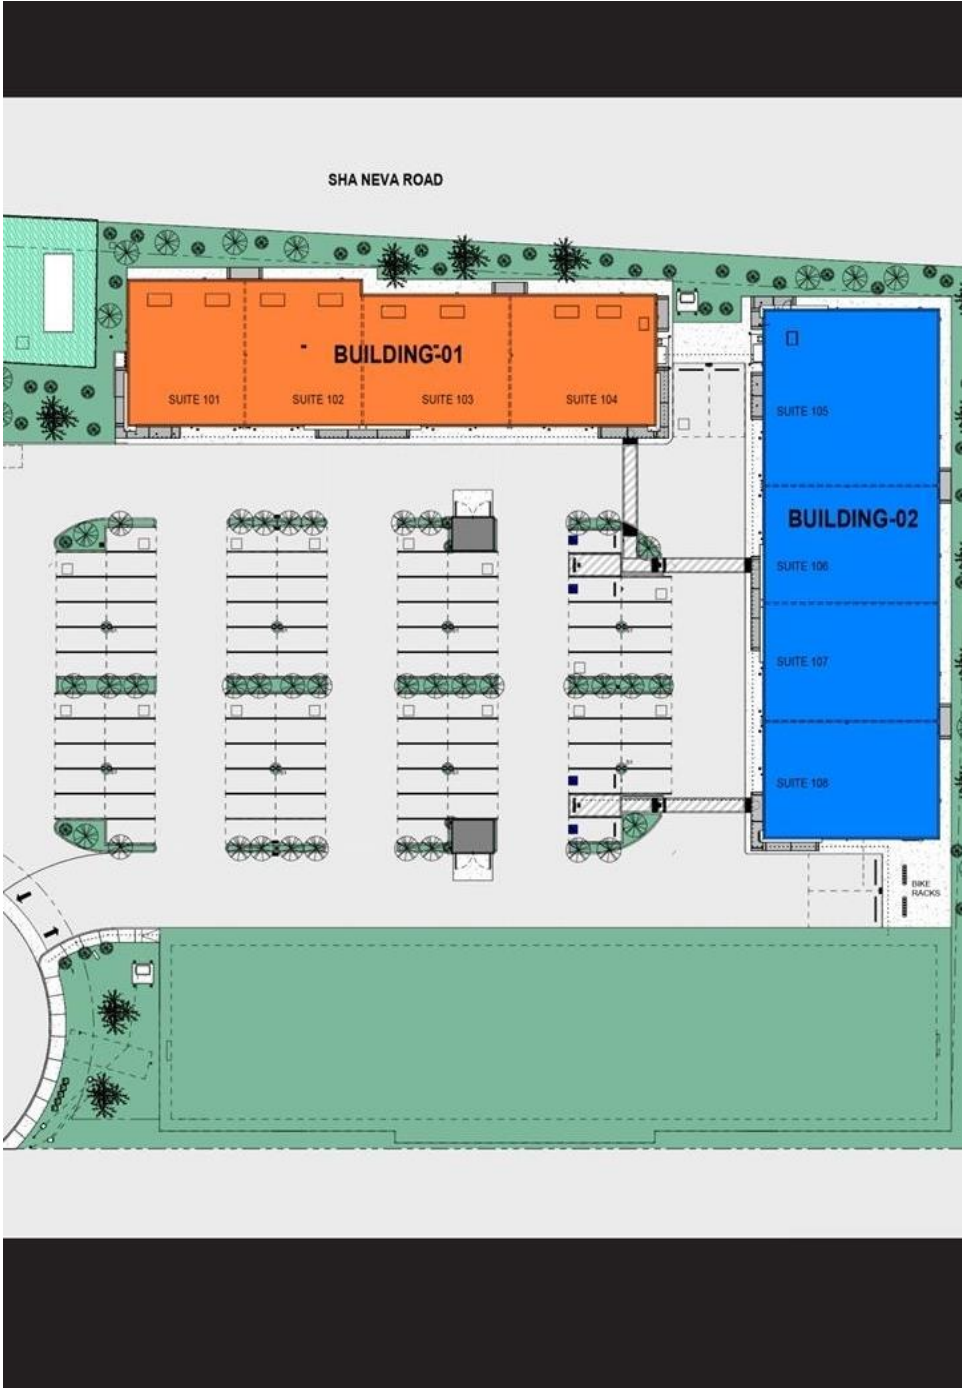 SHA NEVA ROAD
BUILDING-01
SUITE 101
SUITE 102
SUITE 103
SUITE 104
SUITE 105
BUILDING-02
SUITE 106
SUITE 107
SUITE 108
BIKE
RACKS